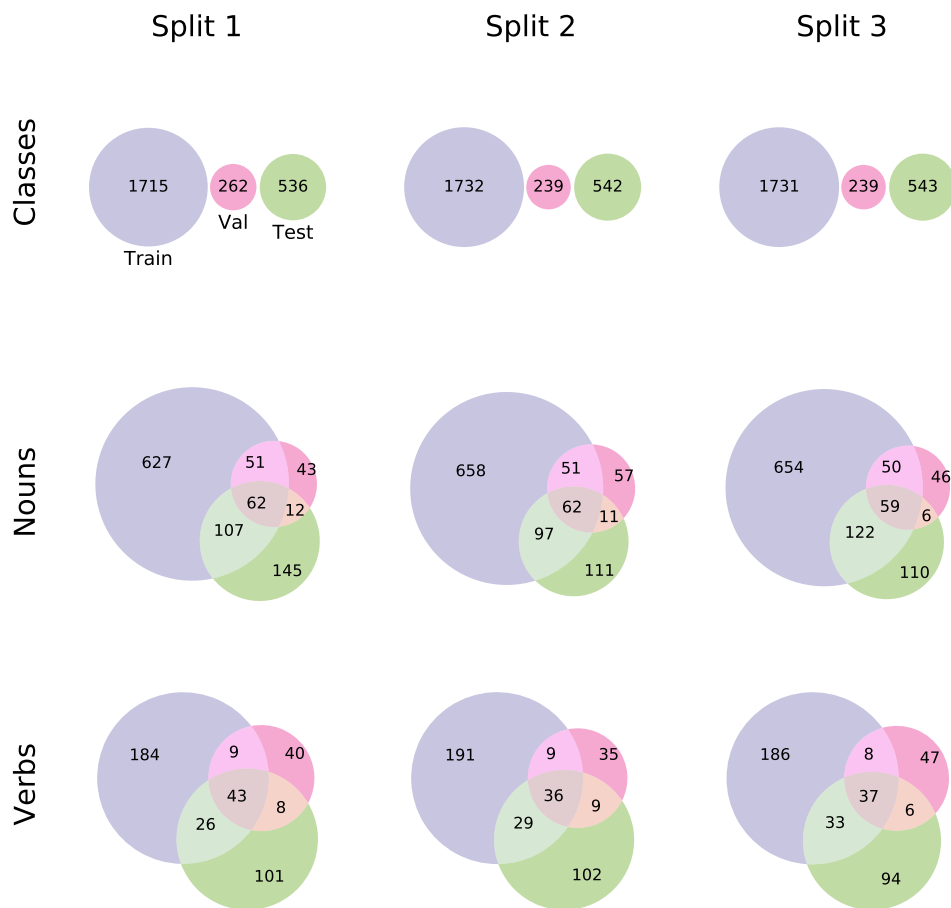 Split 1 Split 2 Split 3
Classes
1715 262 536 1732 239 542 1731 239 543
Val
Test
Train
Nouns
627 51 43 658 51 57 654 50 46
62 12 62 11 59 6
107 97 122
145 111 110
Verbs
184 9 40 191 9 35 186 8 47
43 8 36 9 37 6
26 29 33
101 102 94